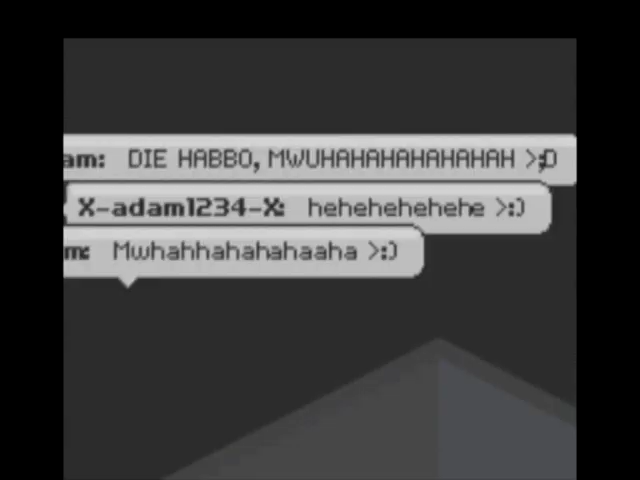 am: DIE HABBO, MWUHAHAHAHAHAHAH >;D
X-adam1234-X: hehehehehehe >:)
m: Mwhahhahahahaaha >:)